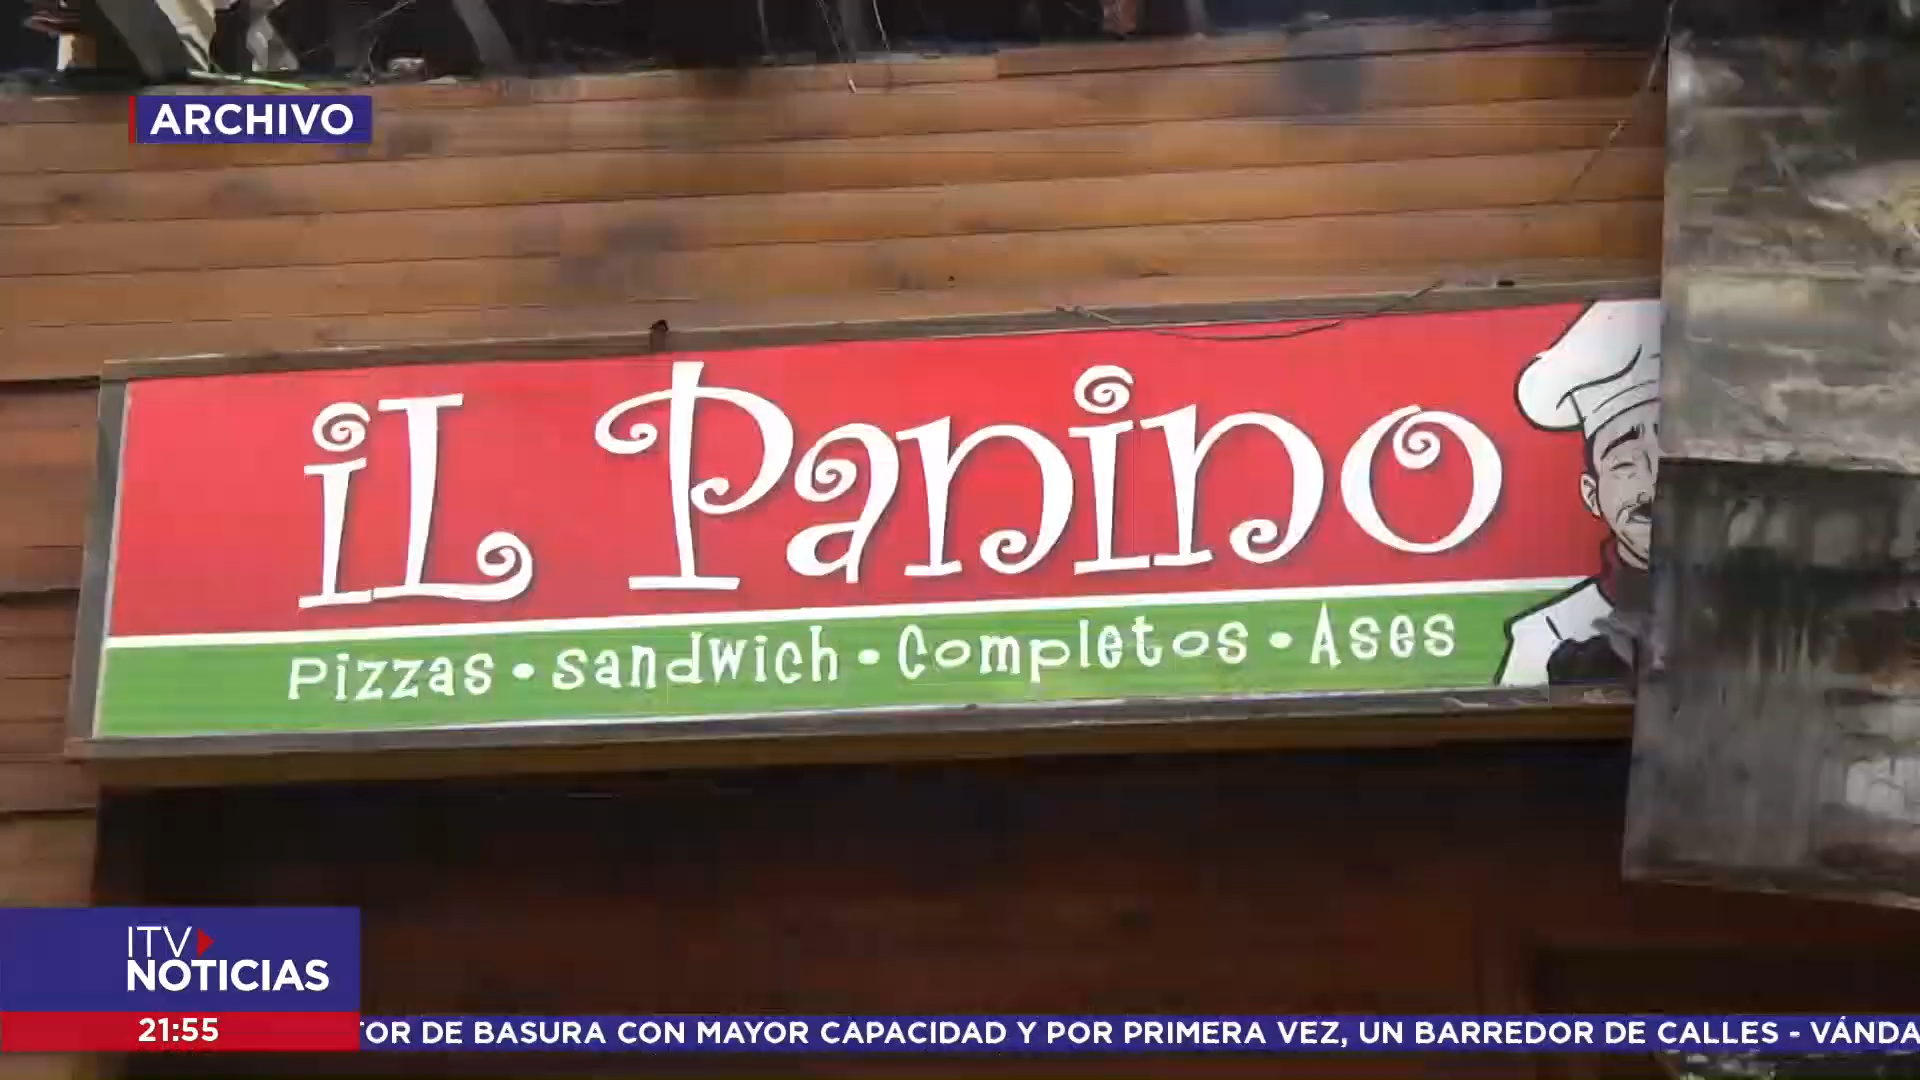 ARCHIVO
iL Panino
Pizzas • sandwich • Completos • Ases
ITV
NOTICIAS
21:55
TOR DE BASURA CON MAYOR CAPACIDAD Y POR PRIMERA VEZ, UN BARREDOR DE CALLES - VÁNDA